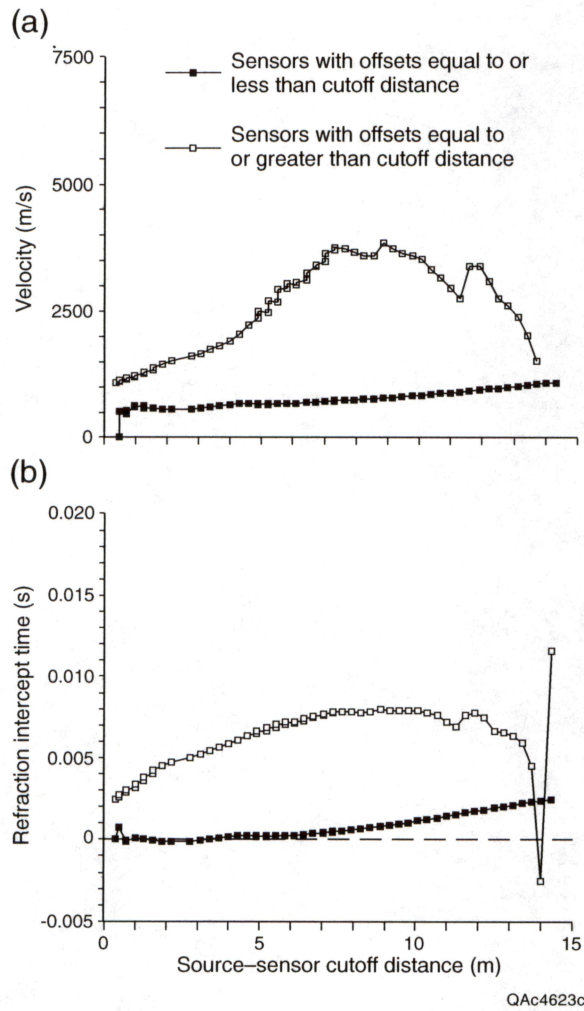 (a)
7500
Sensors with offsets equal to or
less than cutoff distance
Sensors with offsets equal to
or greater than cutoff distance
5000
Velocity (m/s)
2500
0
(b)
0.020
0.015
Refraction intercept time (s)
0.010
0.005
0
-0.005
0 5 10 15
Source–sensor cutoff distance (m)
QAc4623c